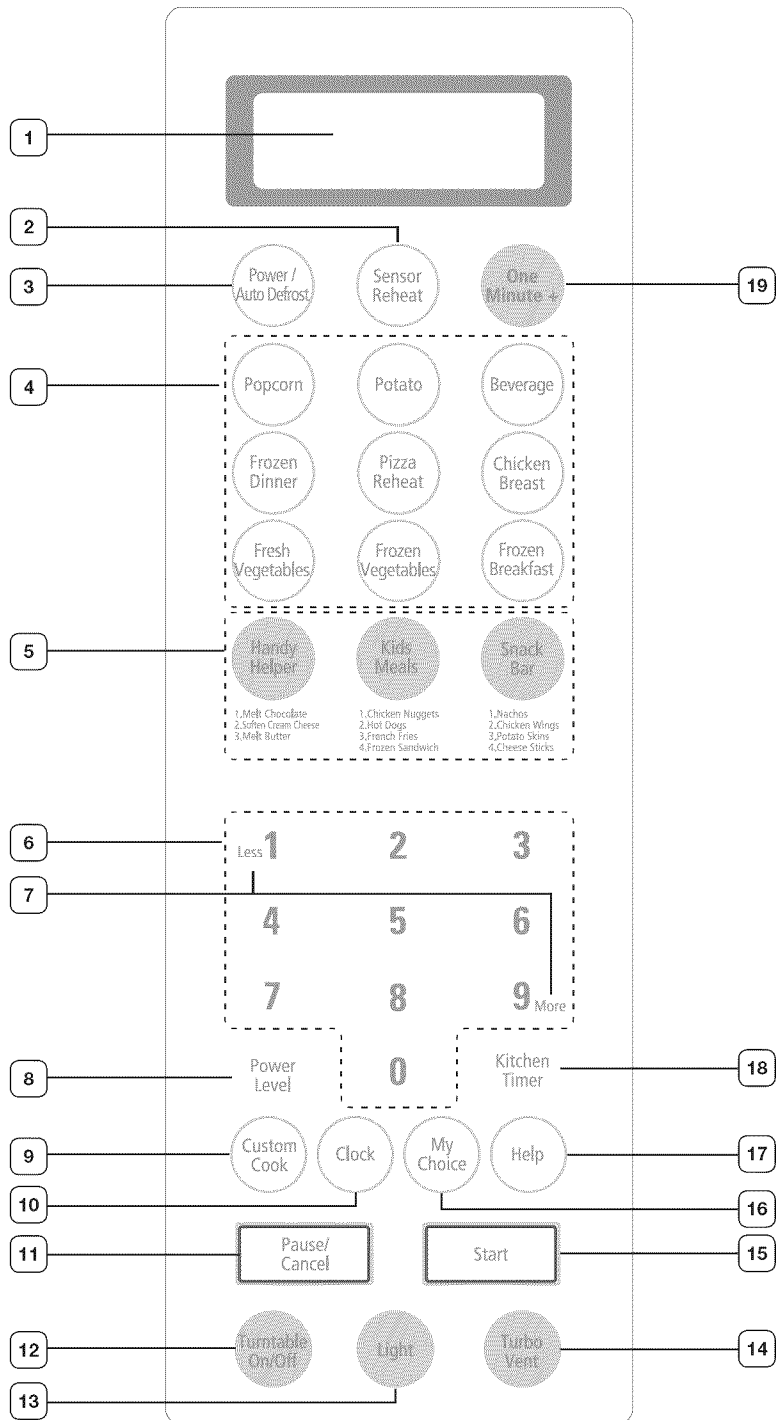 1
2
3
Power /
Auto Defrost
Sensor
Reheat
One
Minute +
19
4
Popcorn
Potato
Beverage
Frozen
Dinner
Pizza
Reheat
Chicken
Breast
Fresh
Vegetables
Frozen
Vegetables
Frozen
Breakfast
5
Handy
Helper
Kids
Meals
Snack
Bar
1.Melt Chocolate
2.Soften Cream Cheese
3.Melt Butter
1.Chicken Nuggets
2.Hot Dogs
3.French Fries
4.Frozen Sandwich
1.Nachos
2.Chicken Wings
3.Potato Skins
4.Cheese Sticks
6
Less 1
2
3
7
4
5
6
7
8
9 More
8
Power
Level
0
Kitchen
Timer
18
9
Custom
Cook
Clock
My
Choice
Help
17
10
16
11
Pause/
Cancel
Start
15
12
Turntable
On/Off
Light
Turbo
Vent
14
13